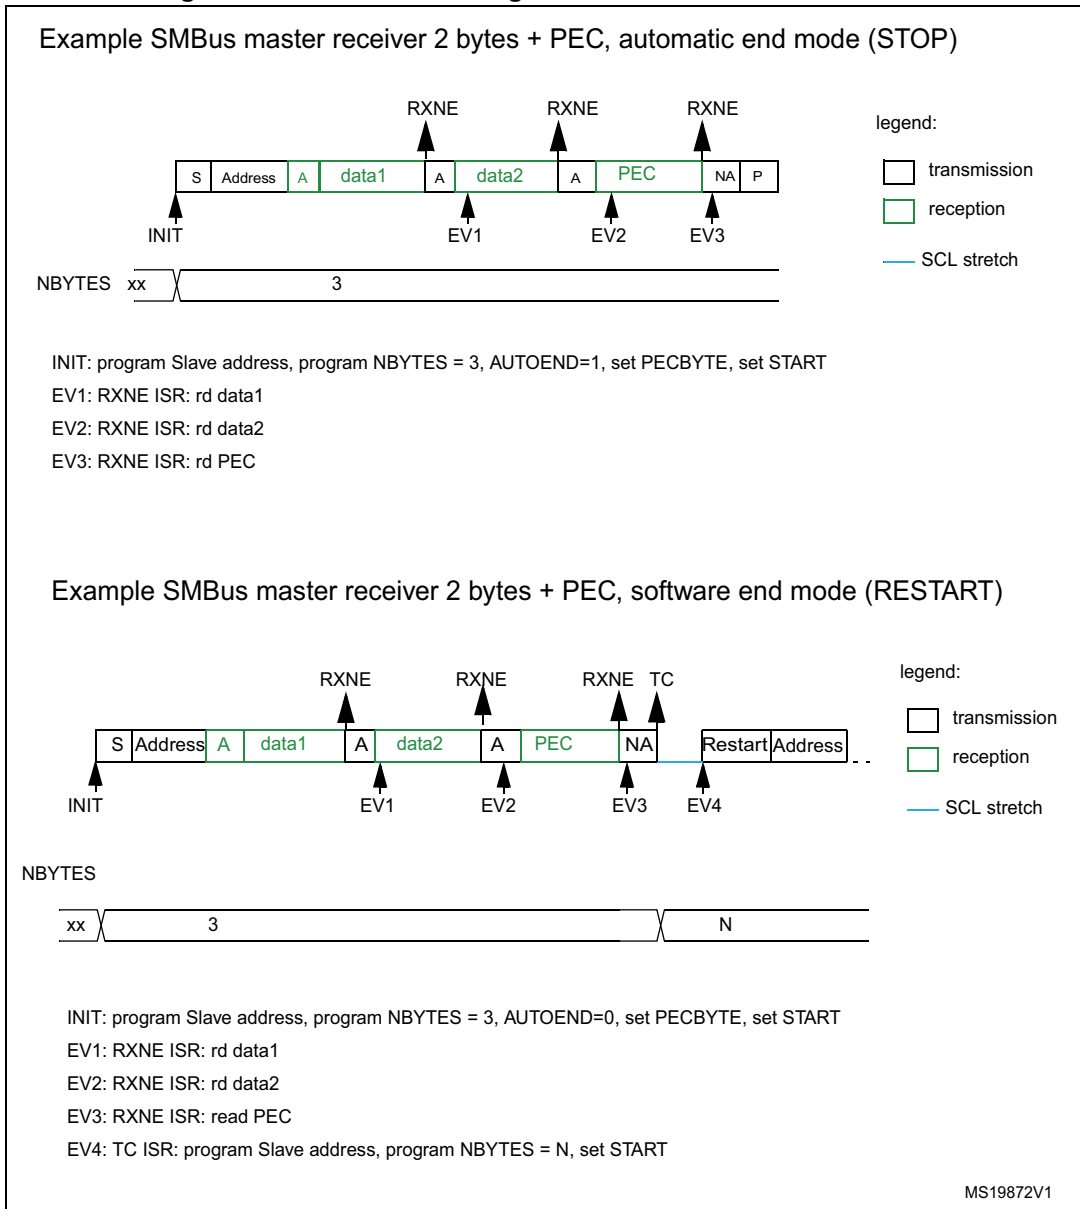 Example SMBus master receiver 2 bytes + PEC, automatic end mode (STOP)
RXNE RXNE RXNE
legend:
S Address A data1 A data2 A PEC NA P
transmission
reception
INIT EV1 EV2 EV3
SCL stretch
NBYTES xx 3
INIT: program Slave address, program NBYTES = 3, AUTOEND=1, set PECBYTE, set START
EV1: RXNE ISR: rd data1
EV2: RXNE ISR: rd data2
EV3: RXNE ISR: rd PEC
Example SMBus master receiver 2 bytes + PEC, software end mode (RESTART)
RXNE RXNE RXNE TC
legend:
S Address A data1 A data2 A PEC NA Restart Address
transmission
reception
INIT EV1 EV2 EV3 EV4
SCL stretch
NBYTES
xx 3 N
INIT: program Slave address, program NBYTES = 3, AUTOEND=0, set PECBYTE, set START
EV1: RXNE ISR: rd data1
EV2: RXNE ISR: rd data2
EV3: RXNE ISR: read PEC
EV4: TC ISR: program Slave address, program NBYTES = N, set START
MS19872V1